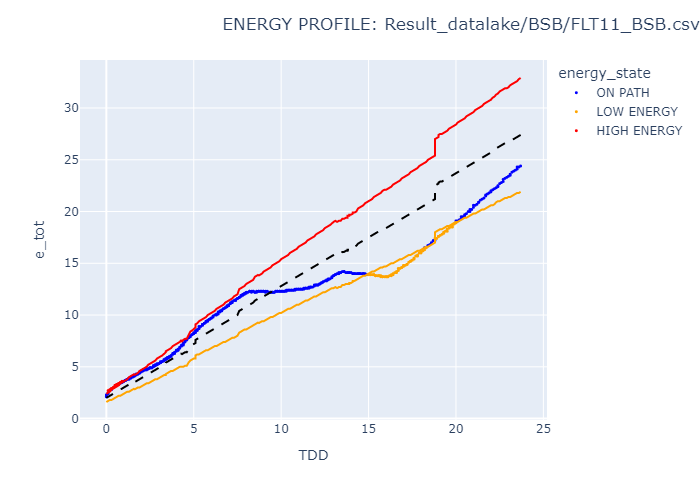 ENERGY PROFILE: Result_datalake/BSB/FLT11_BSB.csv
energy_state
ON PATH
LOW ENERGY
HIGH ENERGY
e_tot
30
25
20
15
10
5
0
0
5
10
15
20
25
TDD